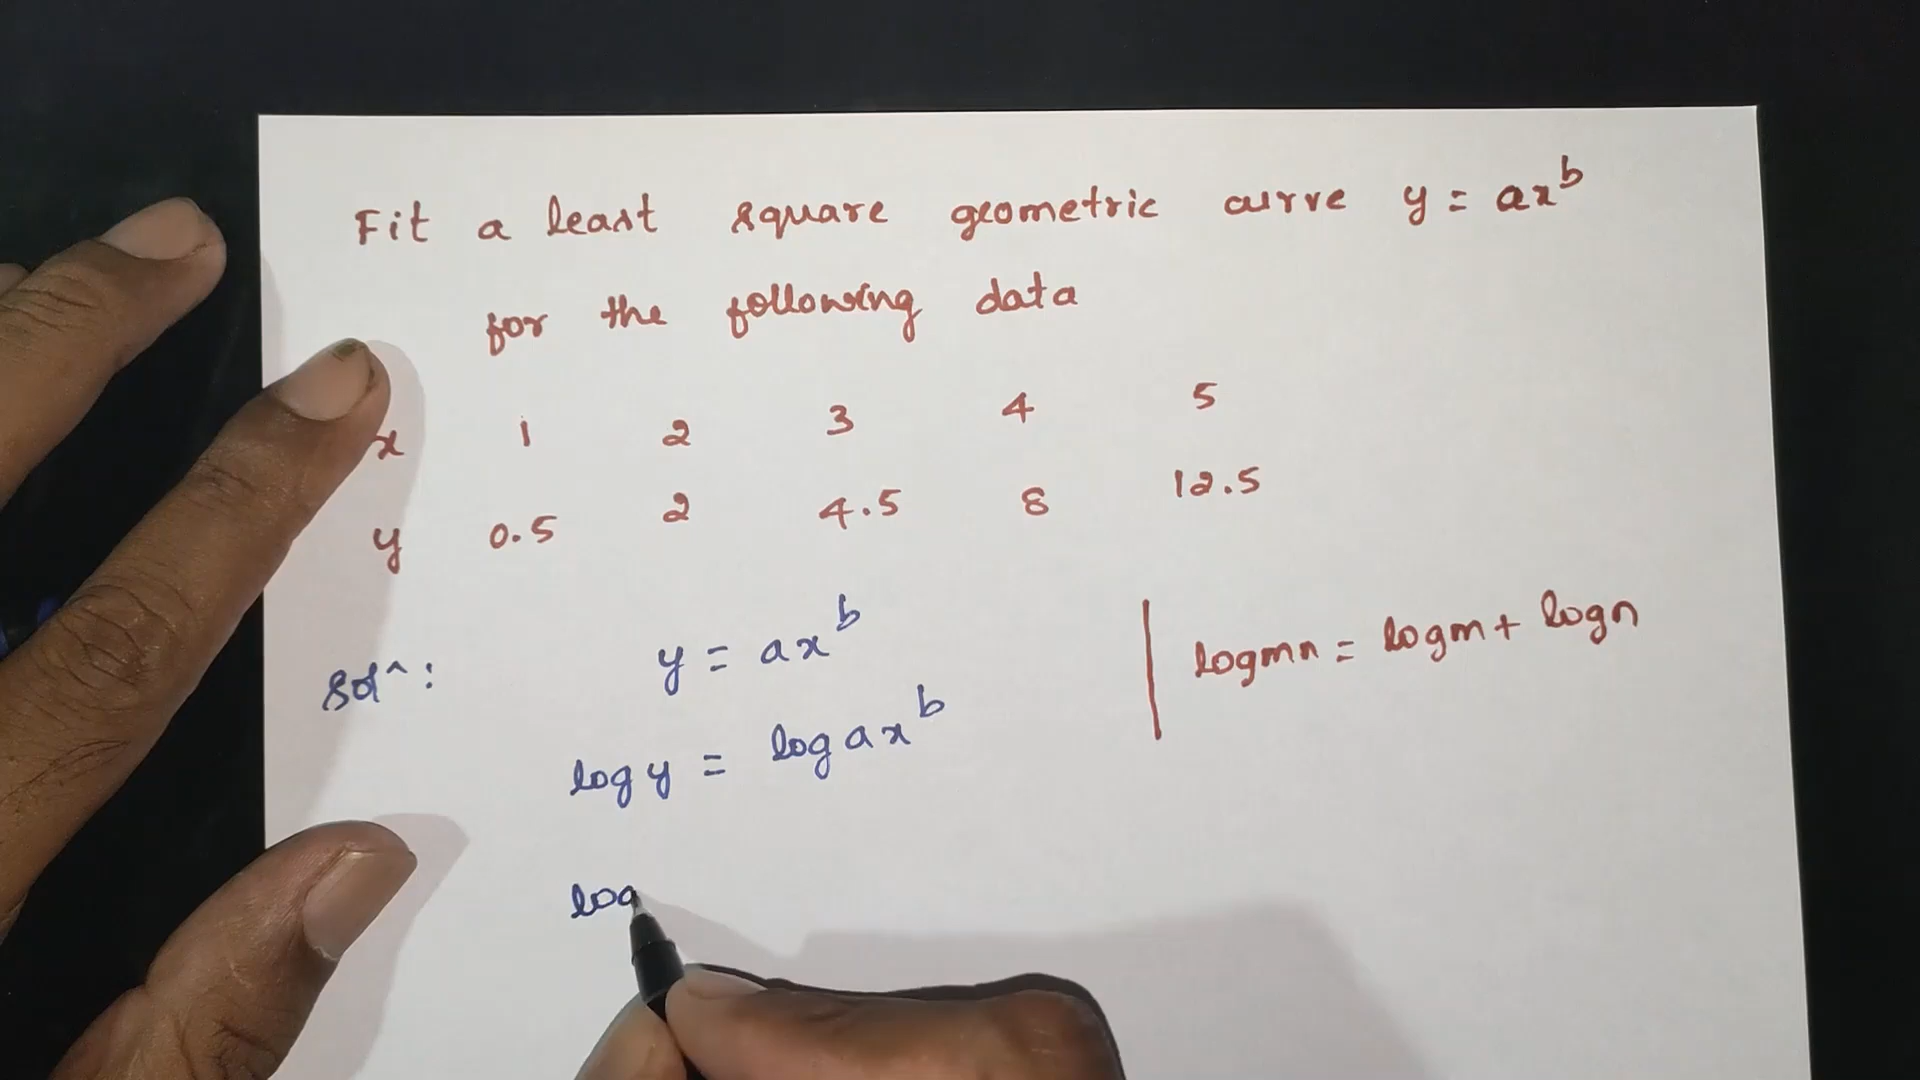 Fit a least square geometric curve y = ax^b
for the following data
x 1 2 3 4 5
y 0.5 2 4.5 8 12.5
Sol^n : y = ax^b
log y = log ax^b
log mn = log m + log n
log